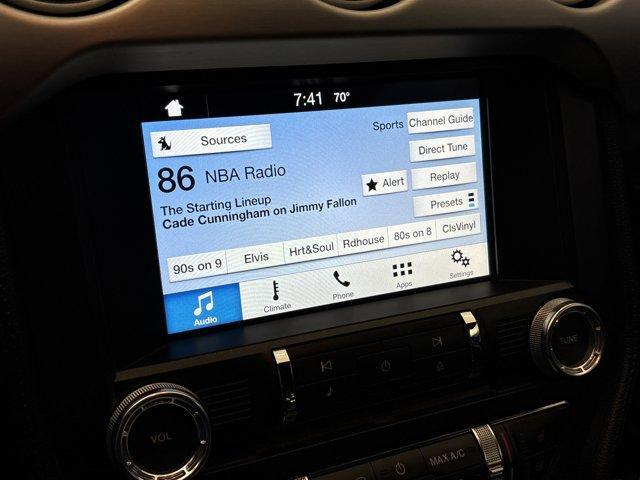 7:41 70°
Sources
Sports
Channel Guide
86 NBA Radio
Direct Tune
The Starting Lineup
Alert
Replay
Cade Cunningham on Jimmy Fallon
Presets
90s on 9 Elvis Hrt&Soul Rdhouse 80s on 8 ClsVinyl
Audio Climate Phone Apps Settings
VOL
TUNE
MAX A/C